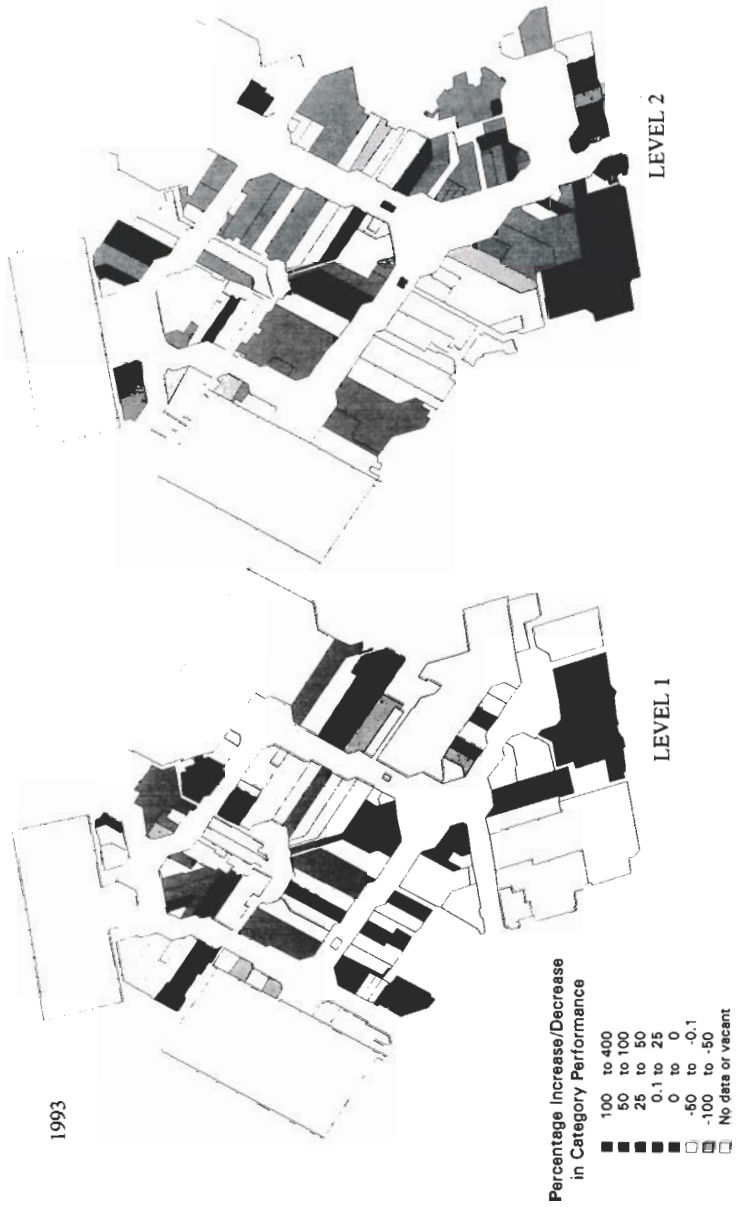 1993
LEVEL 1
LEVEL 2
Percentage Increase/Decrease
in Category Performance
100 to 400
50 to 100
25 to 50
0.1 to 25
0 to 0
-50 to -0.1
-100 to -50
No data or vacant